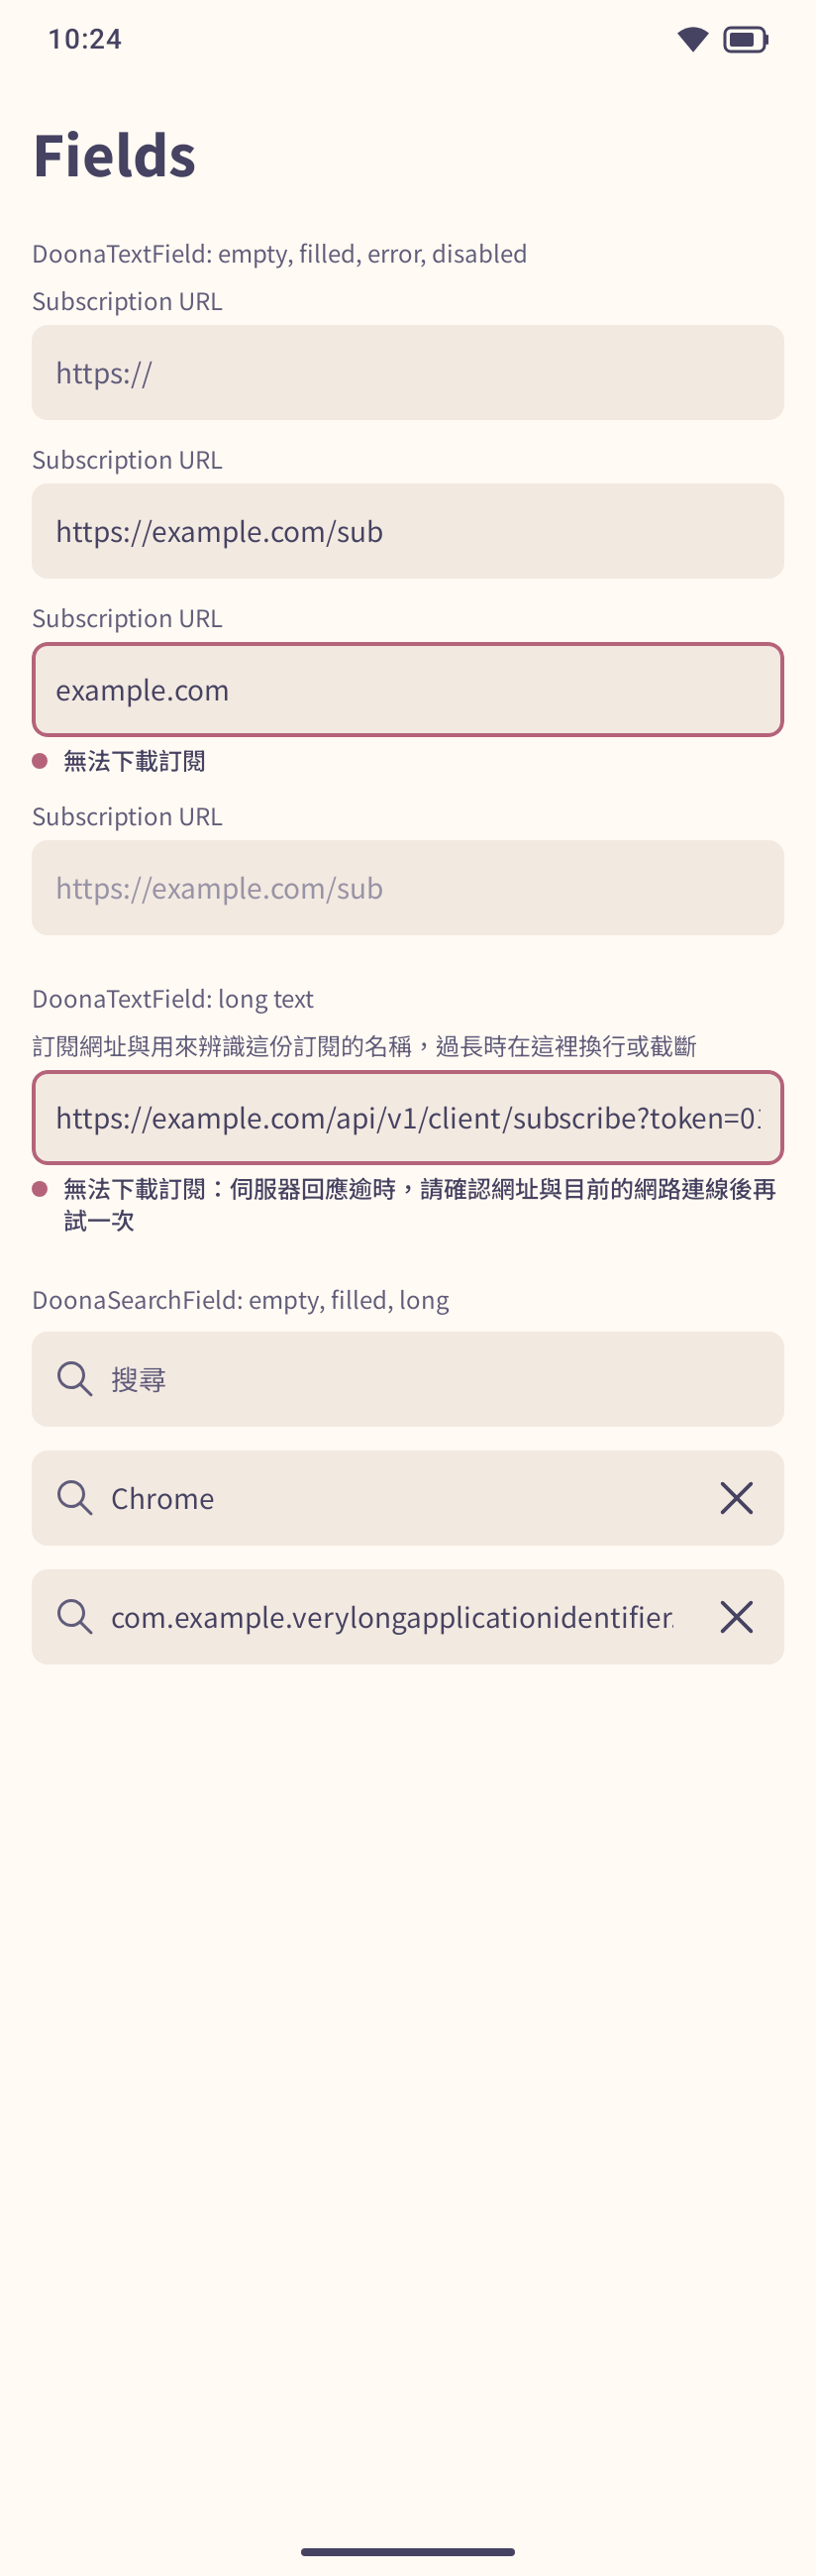 10:24
Fields
DoonaTextField: empty, filled, error, disabled
Subscription URL
https://
Subscription URL
https://example.com/sub
Subscription URL
example.com
無法下載訂閱
Subscription URL
https://example.com/sub
DoonaTextField: long text
訂閱網址與用來辨識這份訂閱的名稱，過長時在這裡換行或截斷
https://example.com/api/v1/client/subscribe?token=01
無法下載訂閱：伺服器回應逾時，請確認網址與目前的網路連線後再
試一次
DoonaSearchField: empty, filled, long
搜尋
Chrome
com.example.verylongapplicationidentifier.